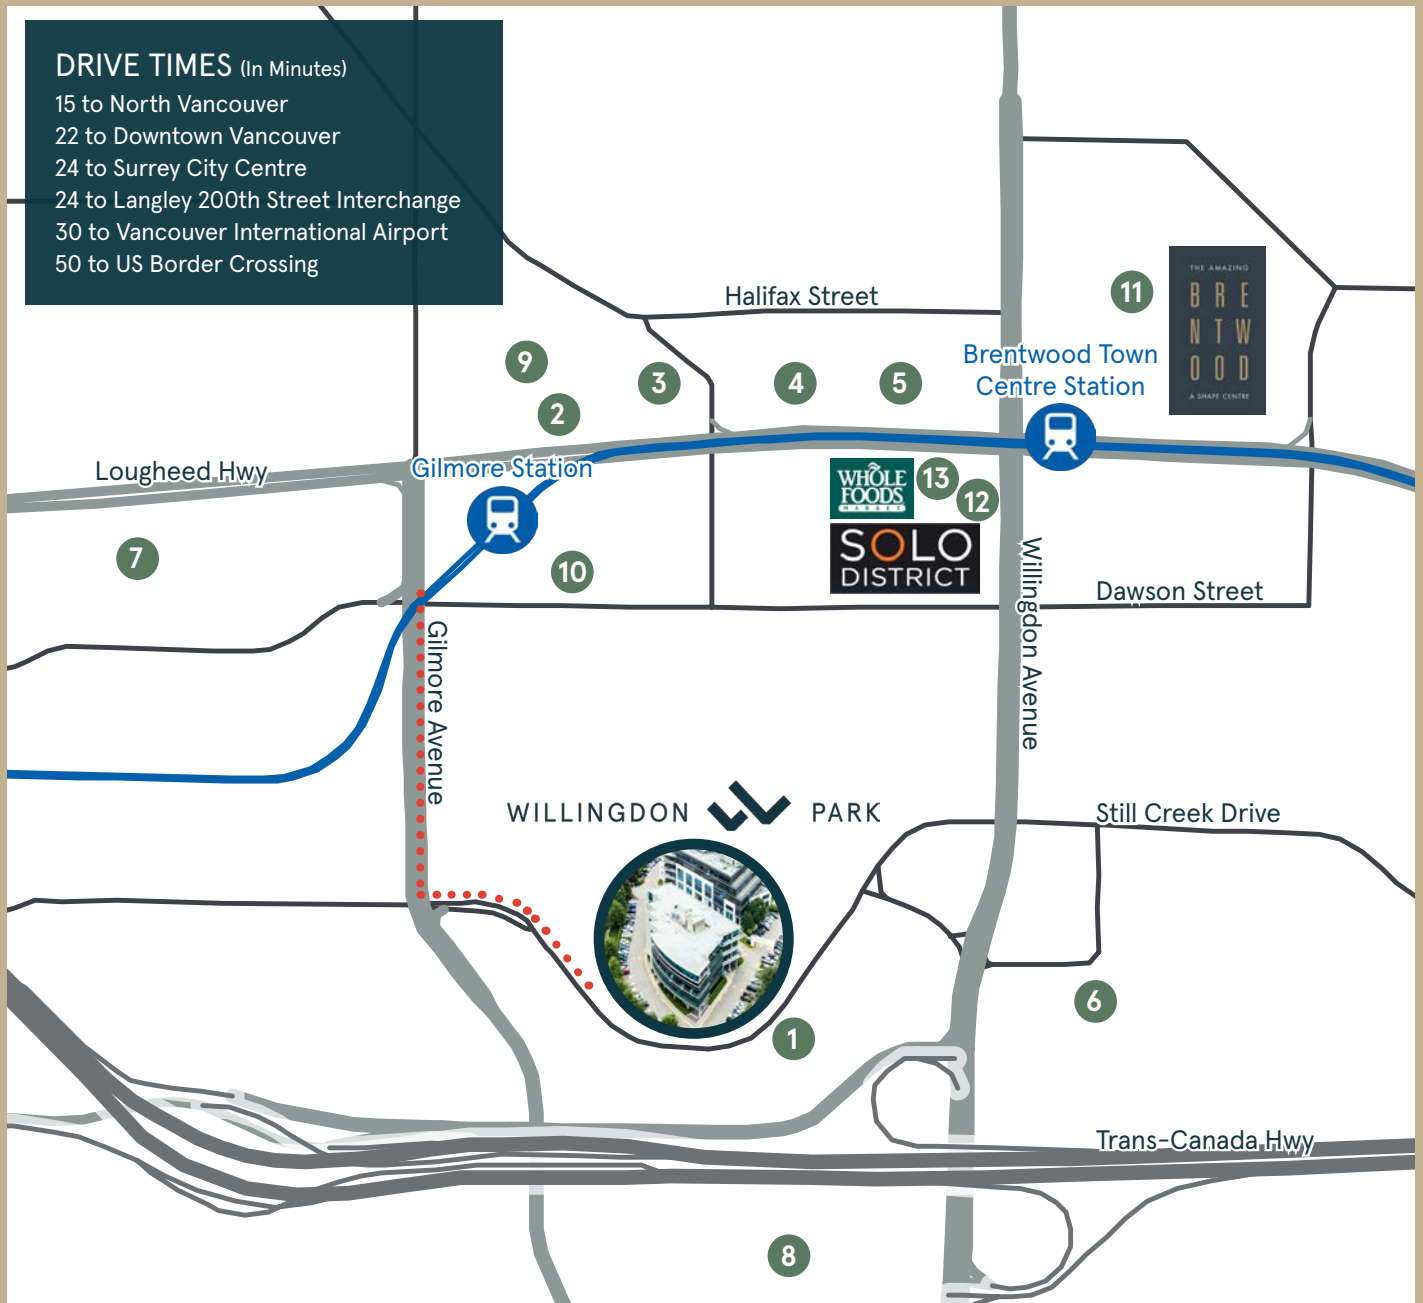 DRIVE TIMES (In Minutes)
15 to North Vancouver
22 to Downtown Vancouver
24 to Surrey City Centre
24 to Langley 200th Street Interchange
30 to Vancouver International Airport
50 to US Border Crossing
Halifax Street
11
THE AMAZING
BRE
NTW
OOD
A SHAPE CENTRE
Brentwood Town
Centre Station
9
3
4
5
2
Lougheed Hwy
Gilmore Station
WHOLE
FOODS
MARKET
13
12
7
10
SOLO
DISTRICT
Willingdon Avenue
Dawson Street
Gilmore Avenue
WILLINGDON PARK
Still Creek Drive
6
1
Trans-Canada Hwy
8